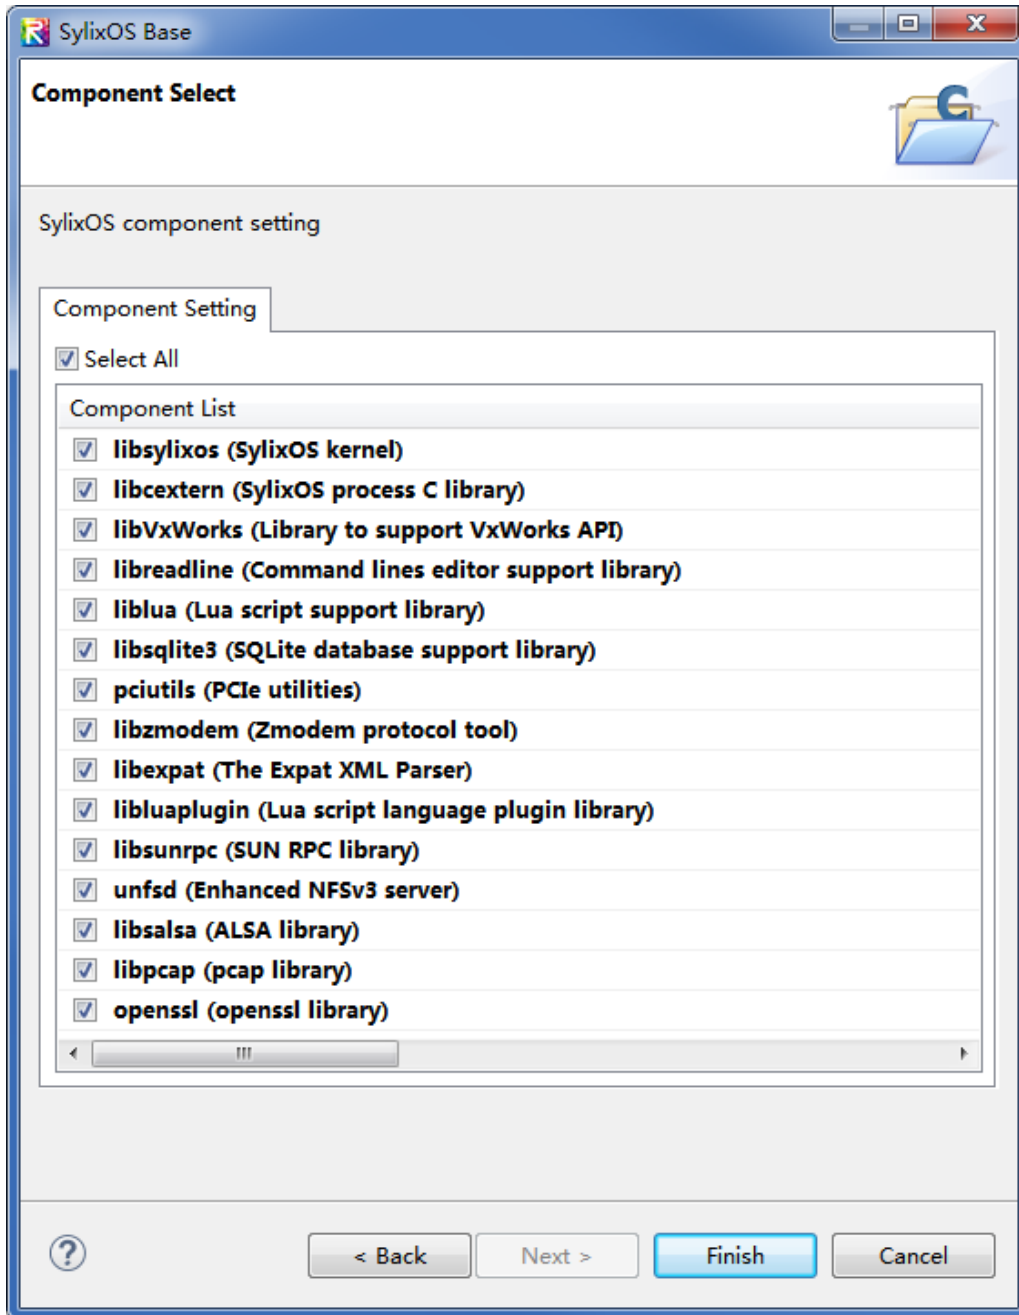 SylixOS Base
Component Select
SylixOS component setting
Component Setting
Select All
Component List
libsylixos (SylixOS kernel)
libcextern (SylixOS process C library)
libVxWorks (Library to support VxWorks API)
libreadline (Command lines editor support library)
liblua (Lua script support library)
libsqlite3 (SQLite database support library)
pciutils (PCIe utilities)
libzmodem (Zmodem protocol tool)
libexpat (The Expat XML Parser)
libluaplugin (Lua script language plugin library)
libsunrpc (SUN RPC library)
unfsd (Enhanced NFSv3 server)
libsalsa (ALSA library)
libpcap (pcap library)
openssl (openssl library)
< Back Next > Finish Cancel